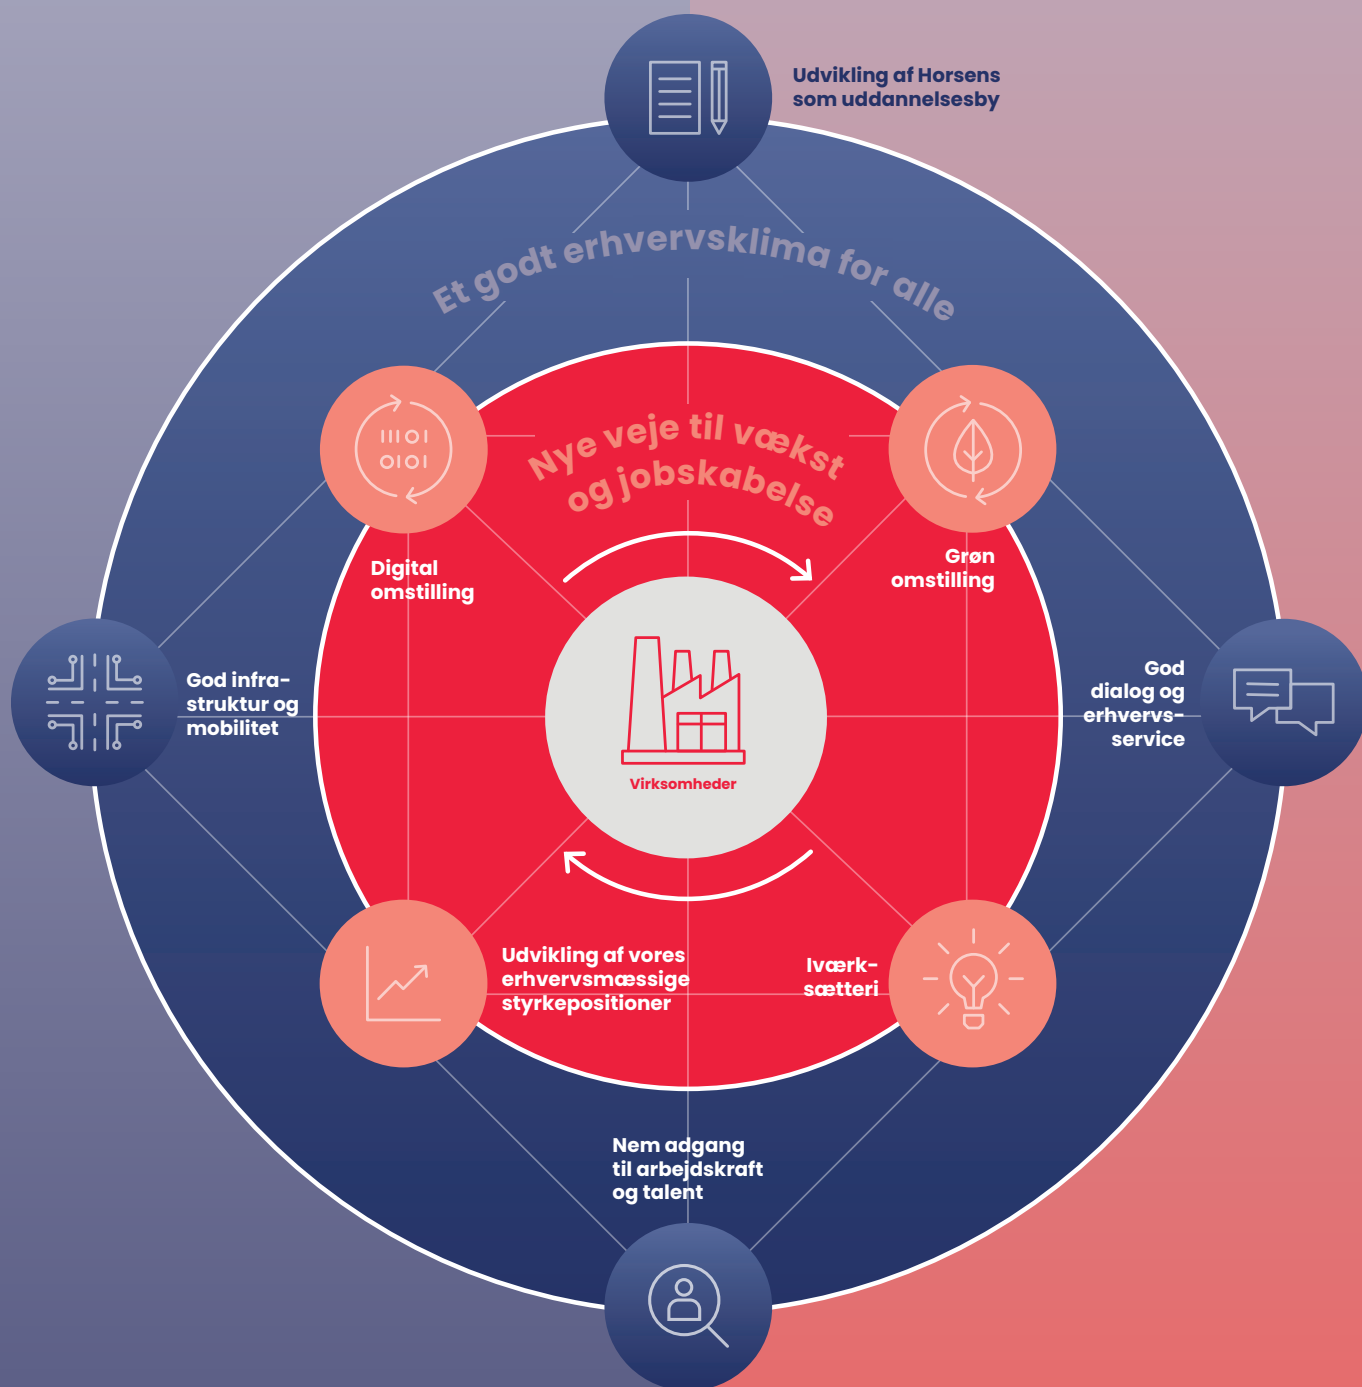 Udvikling af Horsens
som uddannelsesby
Et godt erhvervsklima for alle
Nye veje til vækst
og jobskabelse
Digital
omstilling
Grøn
omstilling
God infra-
struktur og
mobilitet
God
dialog og
erhvervs-
service
Virksomheder
Udvikling af vores
erhvervsmæssige
styrkepositioner
Iværk-
sætteri
Nem adgang
til arbejdskraft
og talent